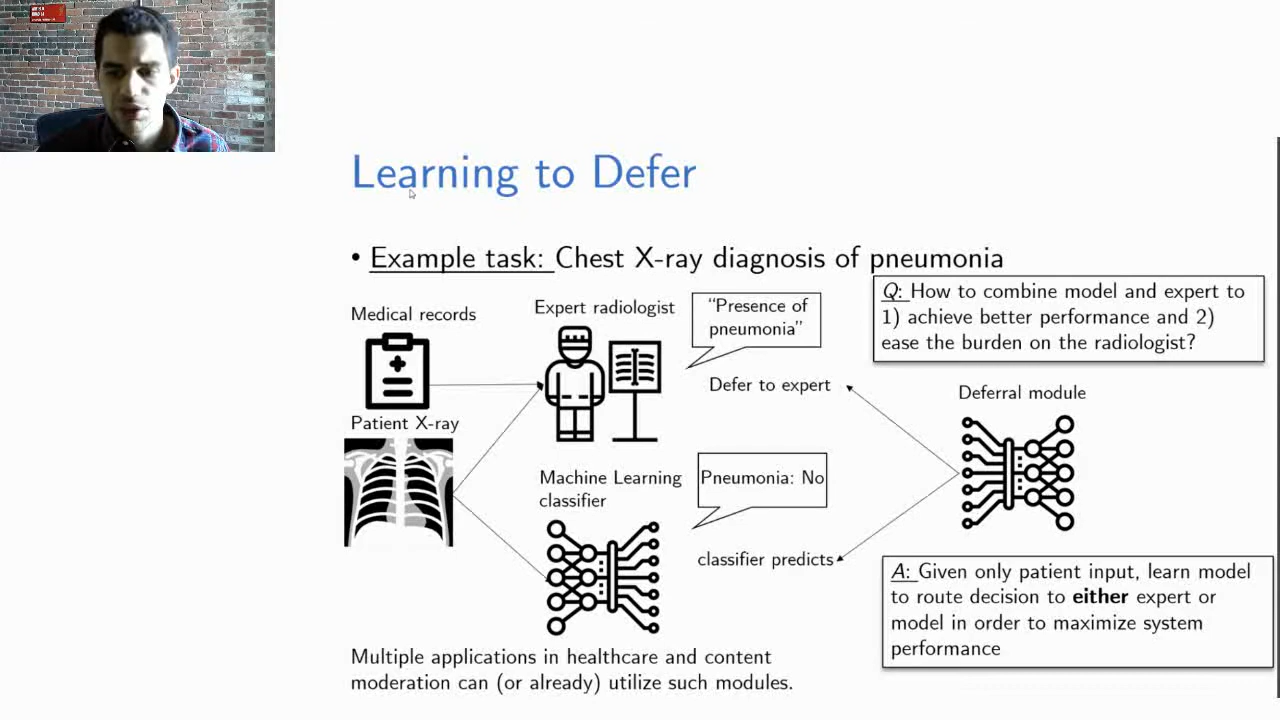 Learning to Defer
• Example task: Chest X-ray diagnosis of pneumonia
Medical records
Expert radiologist
"Presence of
pneumonia"
Q: How to combine model and expert to
1) achieve better performance and 2)
ease the burden on the radiologist?
Defer to expert
Deferral module
Patient X-ray
Machine Learning
classifier
Pneumonia: No
classifier predicts
A: Given only patient input, learn model
to route decision to either expert or
model in order to maximize system
performance
Multiple applications in healthcare and content
moderation can (or already) utilize such modules.